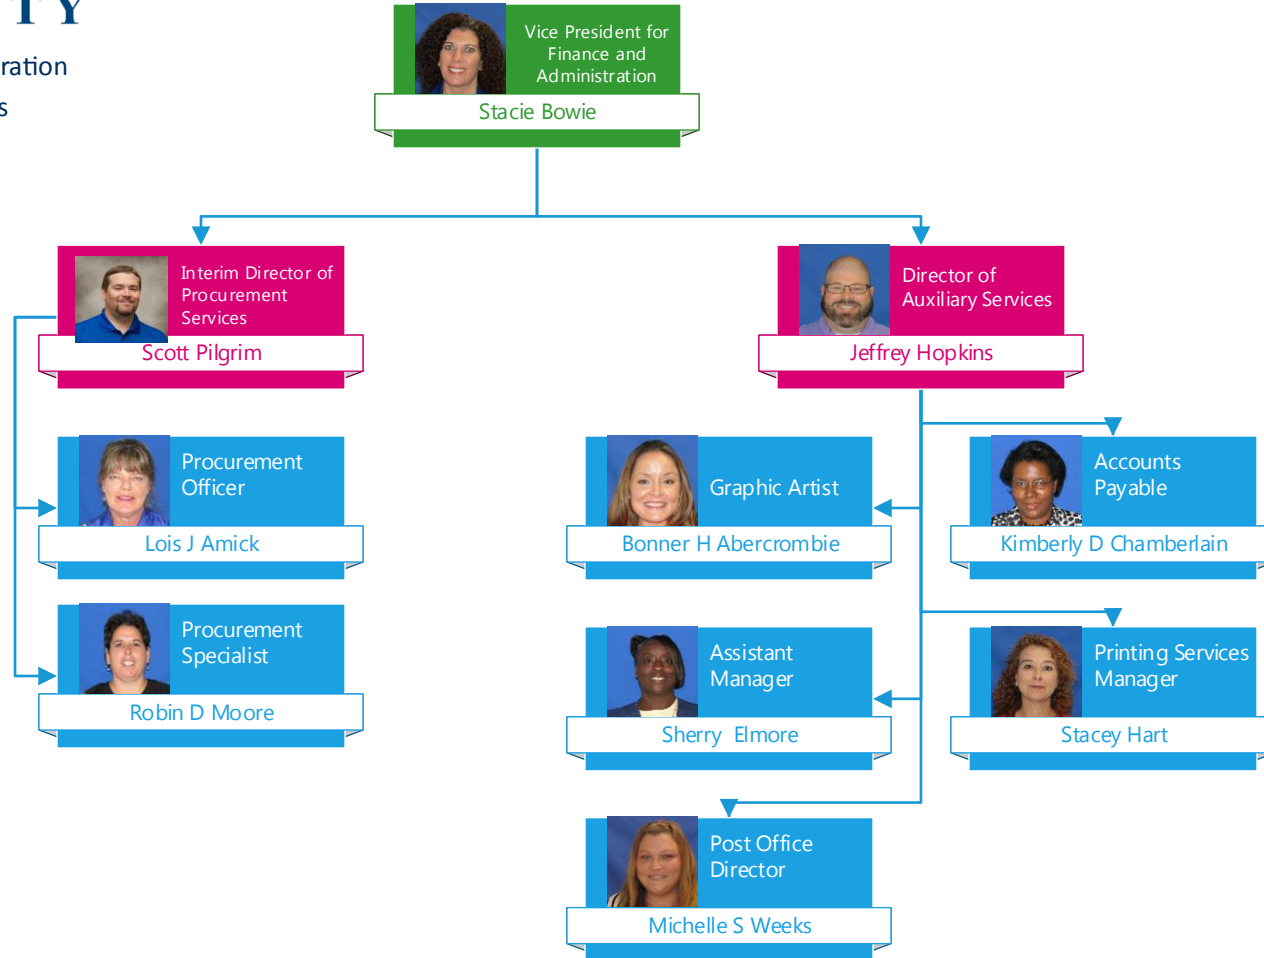 TY
ration
s
Vice President for
Finance and
Administration
Stacie Bowie
Interim Director of
Procurement
Services
Scott Pilgrim
Director of
Auxiliary Services
Jeffrey Hopkins
Procurement
Officer
Lois J Amick
Graphic Artist
Bonner H Abercrombie
Accounts
Payable
Kimberly D Chamberlain
Procurement
Specialist
Robin D Moore
Assistant
Manager
Sherry Elmore
Printing Services
Manager
Stacey Hart
Post Office
Director
Michelle S Weeks